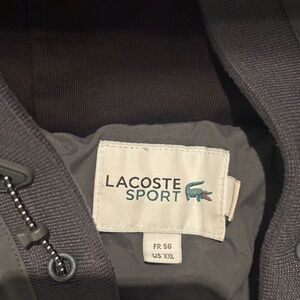 LACOSTE
SPORT
FR 56
US XXL